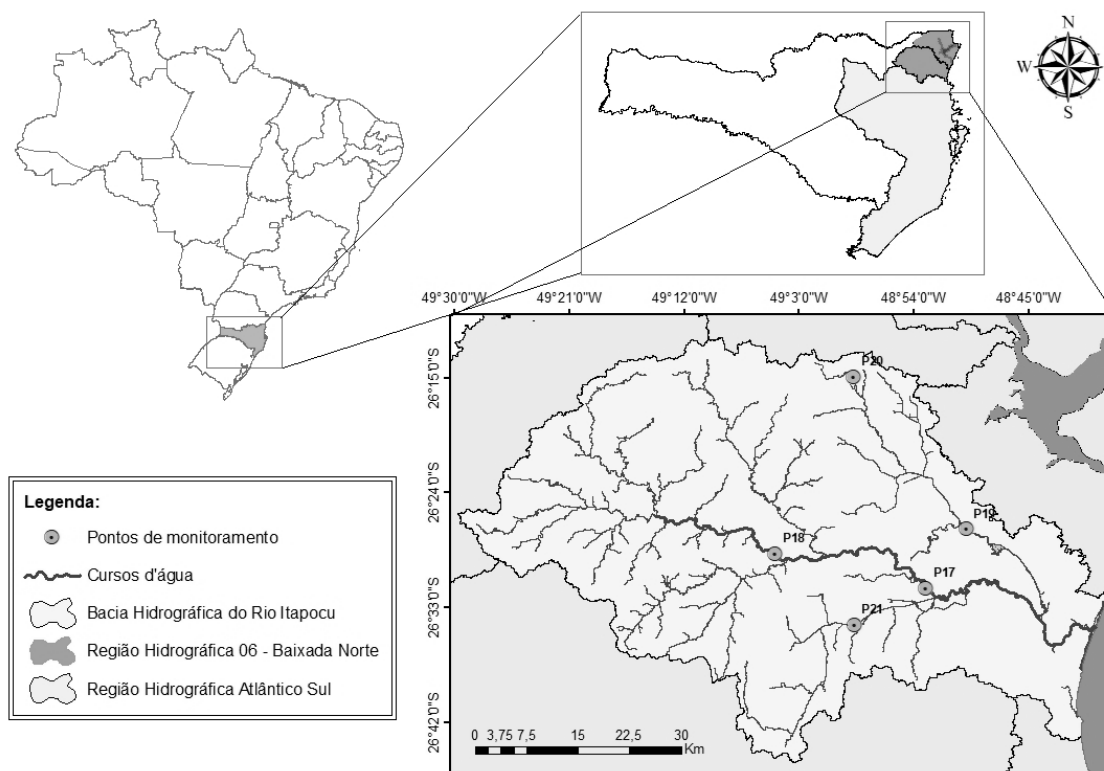 N
W
E
S
49°30'0"W 49°21'0"W 49°12'0"W 49°3'0"W 48°54'0"W 48°45'0"W
26°15'0"S
26°24'0"S
26°33'0"S
26°42'0"S
P20
P19
P18
P17
P21
0 3,75 7,5 15 22,5 30
Km
Legenda:
Pontos de monitoramento
Cursos d'água
Bacia Hidrográfica do Rio Itapocu
Região Hidrográfica 06 - Baixada Norte
Região Hidrográfica Atlântico Sul